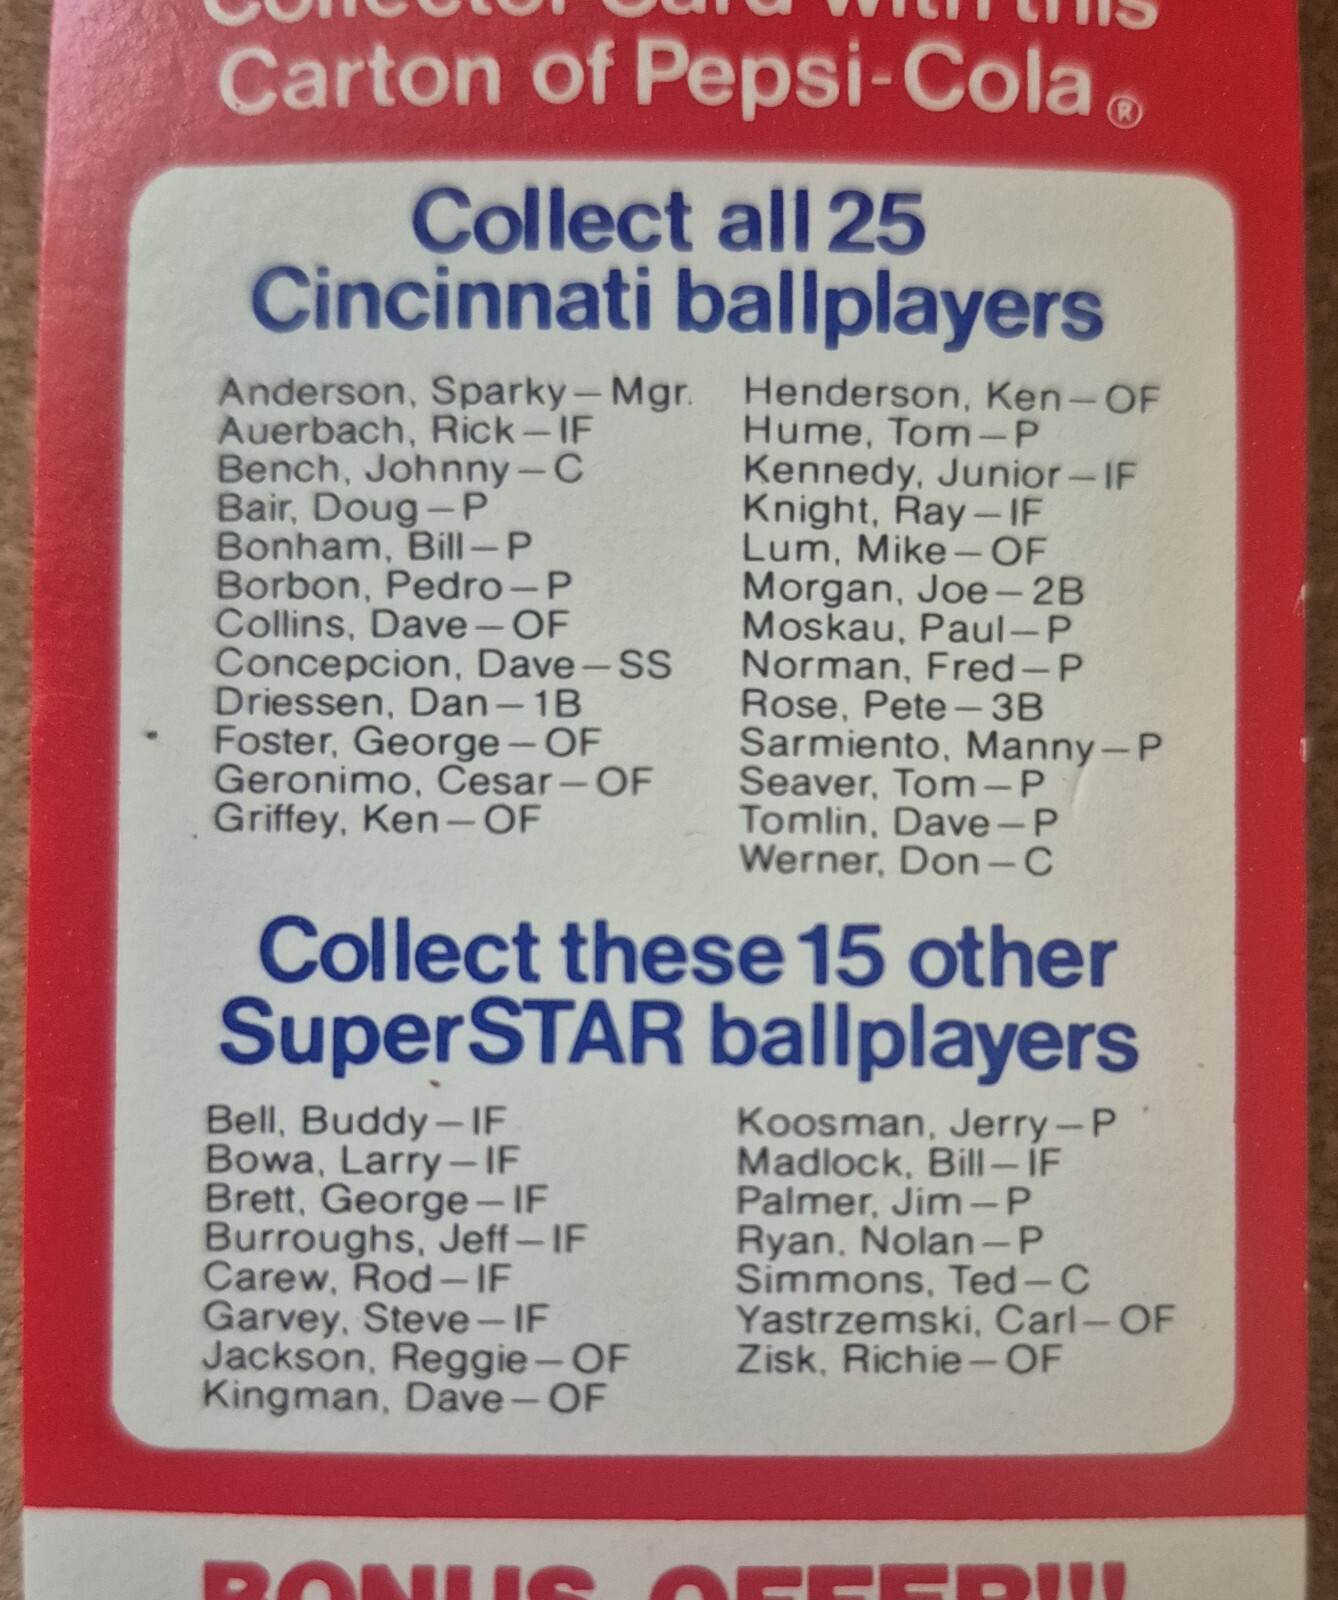 Collector Card with this
Carton of Pepsi-Cola®
Collect all 25
Cincinnati ballplayers
Anderson, Sparky—Mgr.
Auerbach, Rick—IF
Bench, Johnny—C
Bair, Doug—P
Bonham, Bill—P
Borbon, Pedro—P
Collins, Dave—OF
Concepcion, Dave—SS
Driessen, Dan—1B
Foster, George—OF
Geronimo, Cesar—OF
Griffey, Ken—OF
Henderson, Ken—OF
Hume, Tom—P
Kennedy, Junior—IF
Knight, Ray—IF
Lum, Mike—OF
Morgan, Joe—2B
Moskau, Paul—P
Norman, Fred—P
Rose, Pete—3B
Sarmiento, Manny—P
Seaver, Tom—P
Tomlin, Dave—P
Werner, Don—C
Collect these 15 other
SuperSTAR ballplayers
Bell, Buddy—IF
Bowa, Larry—IF
Brett, George—IF
Burroughs, Jeff—IF
Carew, Rod—IF
Garvey, Steve—IF
Jackson, Reggie—OF
Kingman, Dave—OF
Koosman, Jerry—P
Madlock, Bill—IF
Palmer, Jim—P
Ryan, Nolan—P
Simmons, Ted—C
Yastrzemski, Carl—OF
Zisk, Richie—OF
BONUS OFFER!!!